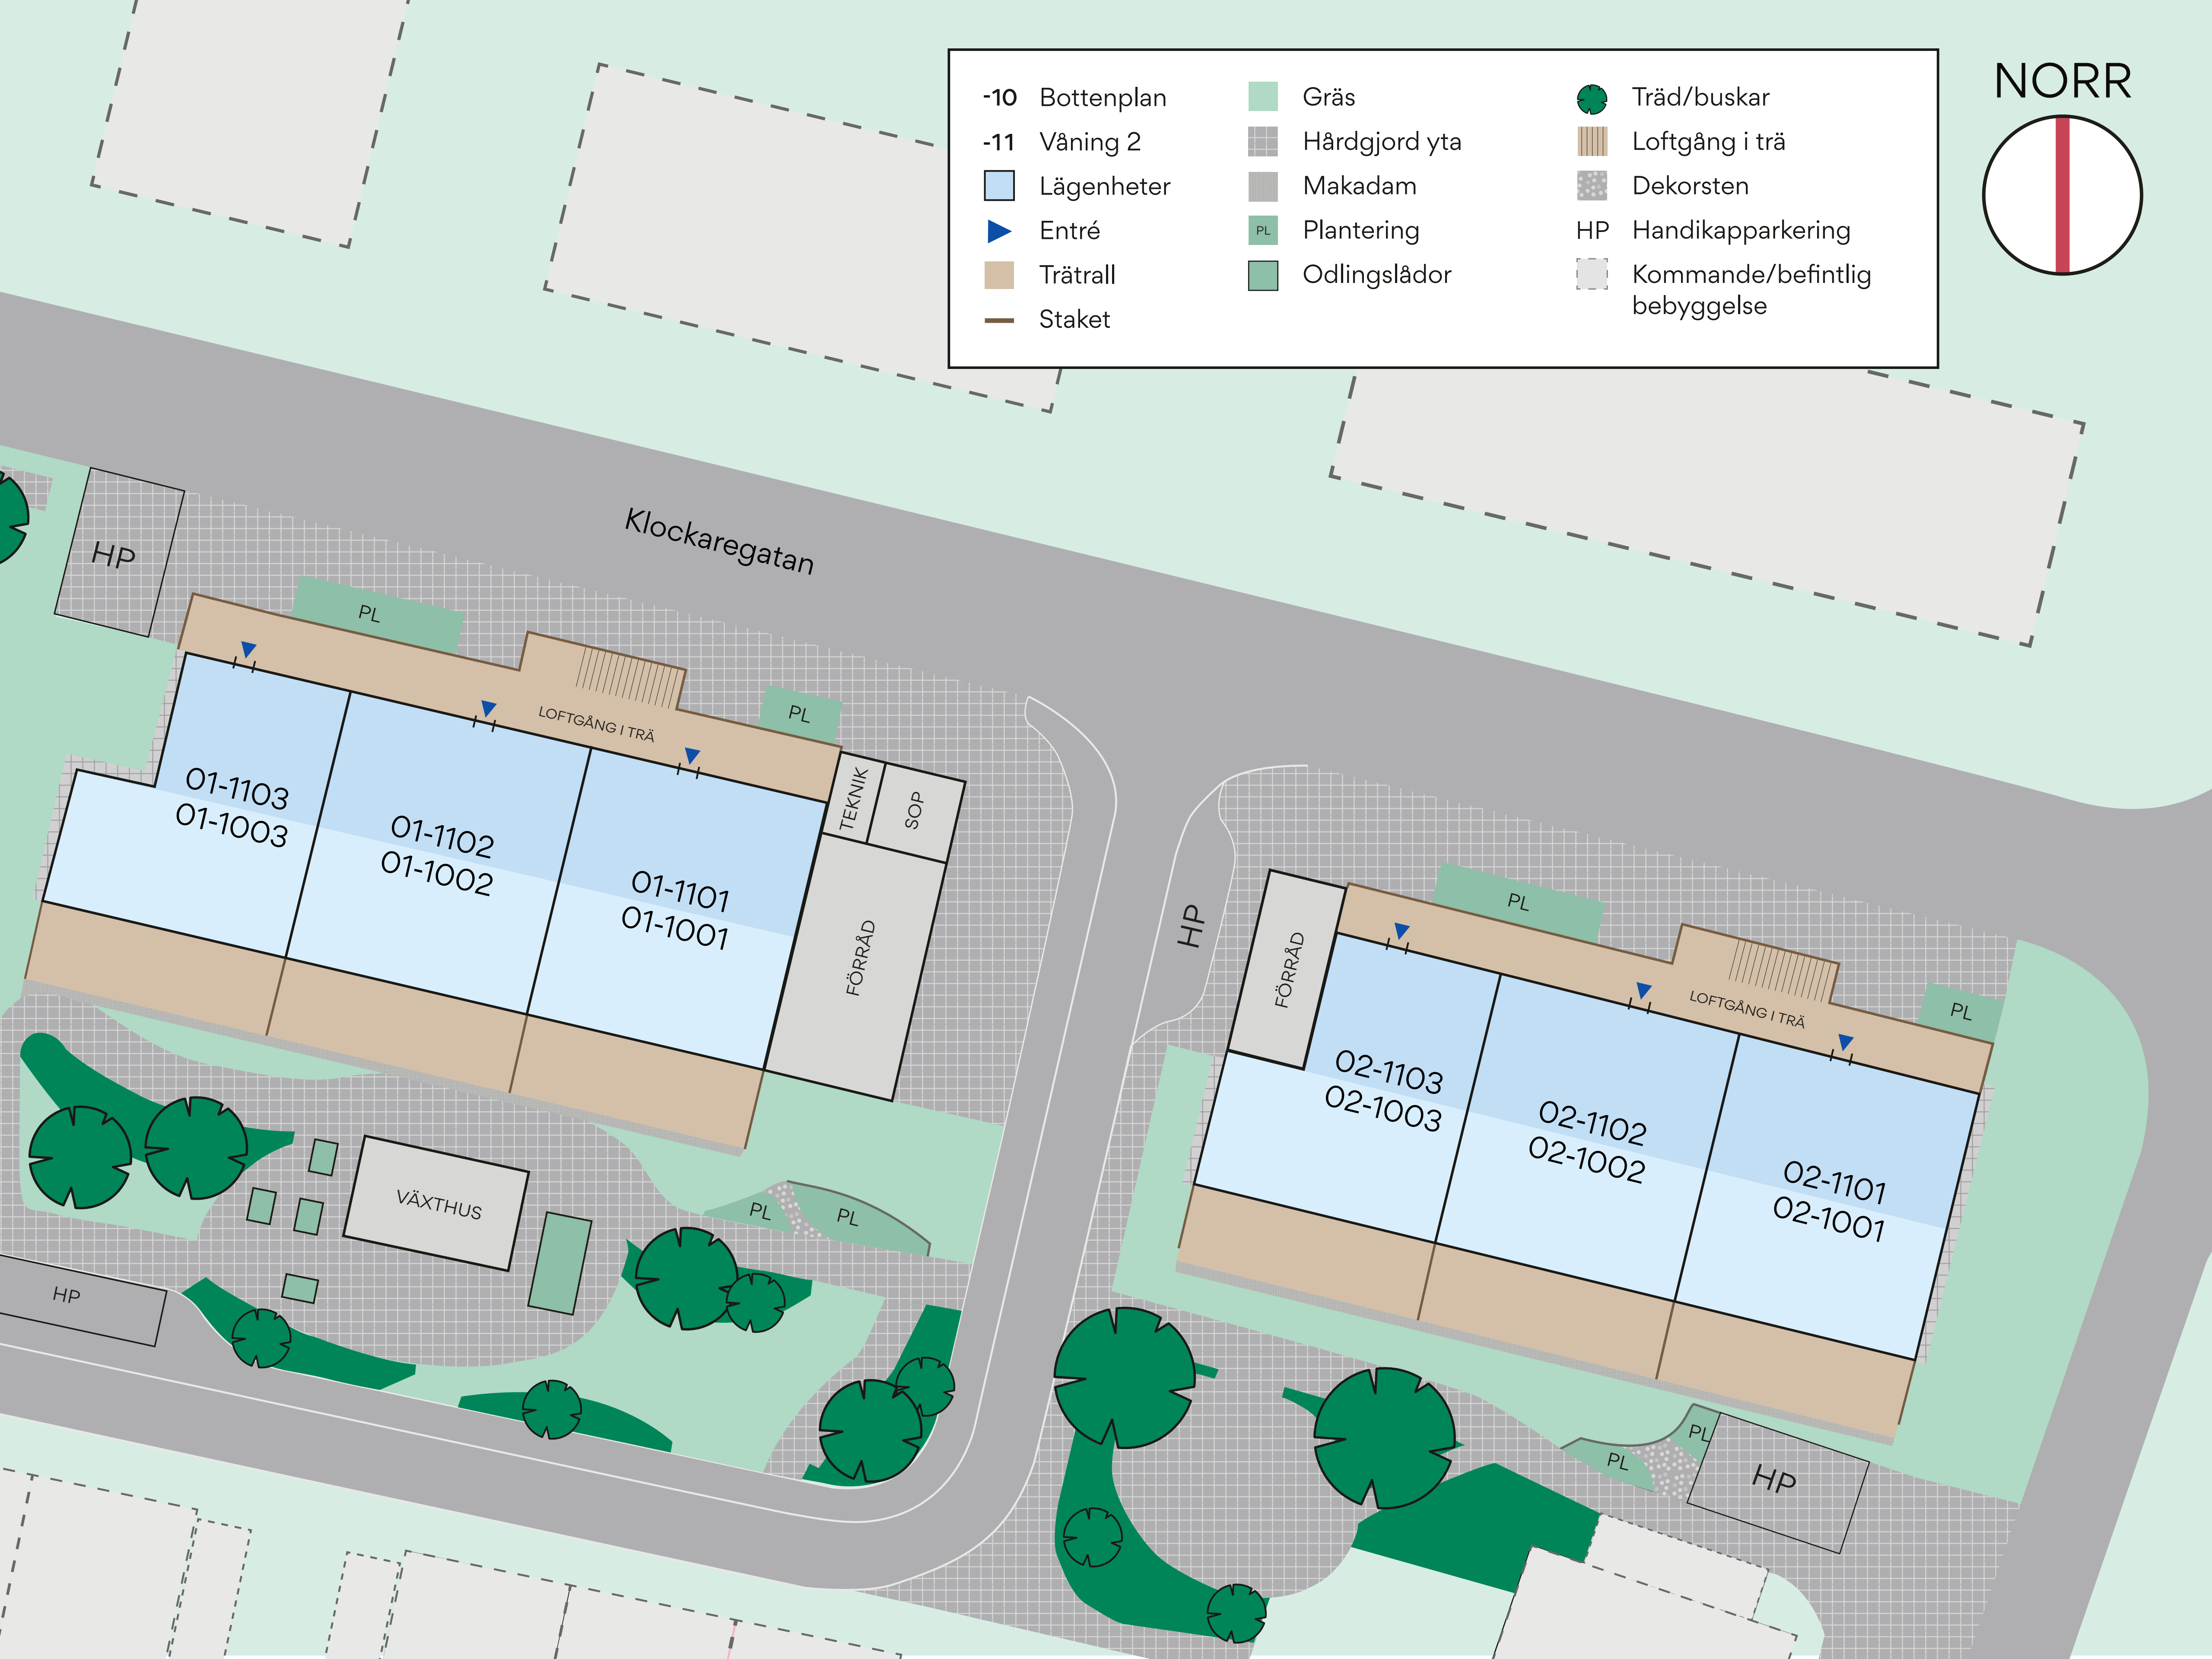 NORR
-10 Bottenplan
-11 Våning 2
Lägenheter
Entré
Trätrall
Staket
Gräs
Hårdgjord yta
Makadam
PL Plantering
Odlingslådor
Träd/buskar
Loftgång i trä
Dekorsten
HP Handikapparkering
Kommande/befintlig
bebyggelse
Klockaregatan
HP
PL
LOFTGÅNG I TRÄ
PL
TEKNIK
SOP
FÖRRÅD
01-1103
01-1003
01-1102
01-1002
01-1101
01-1001
VÄXTHUS
PL
PL
HP
HP
FÖRRÅD
PL
LOFTGÅNG I TRÄ
PL
02-1103
02-1003
02-1102
02-1002
02-1101
02-1001
PL
PL
HP